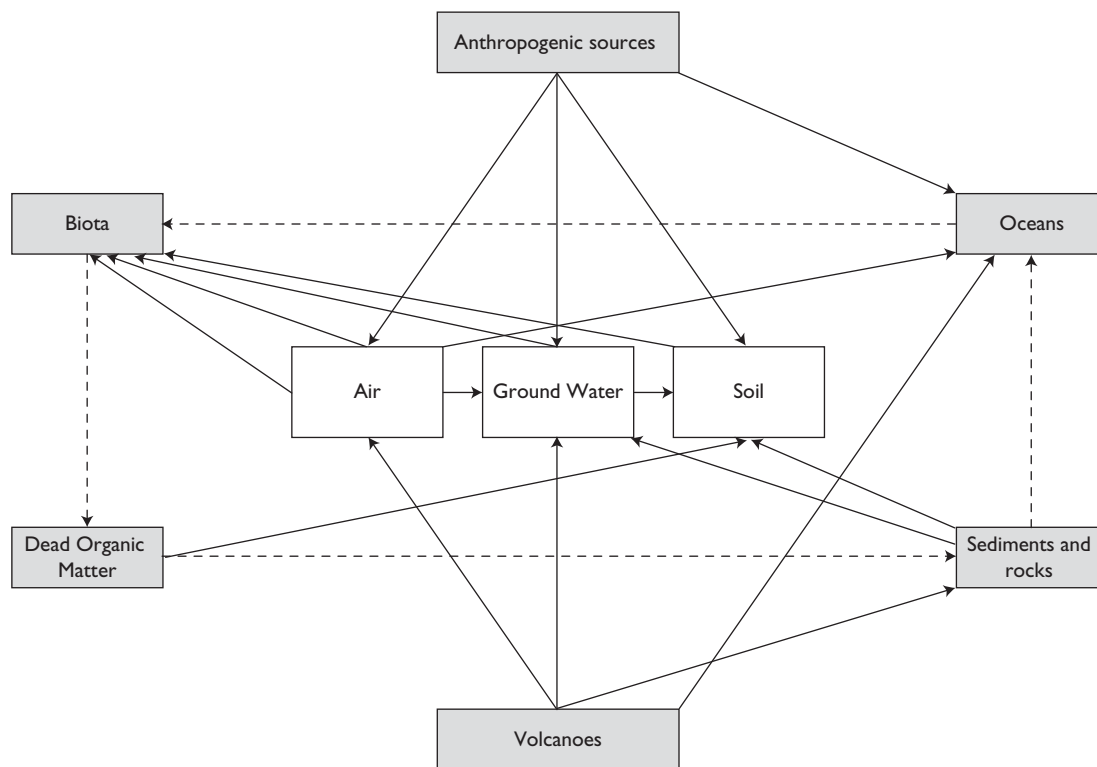 Anthropogenic sources
Biota
Oceans
Air
Ground Water
Soil
Dead Organic
Matter
Sediments and
rocks
Volcanoes